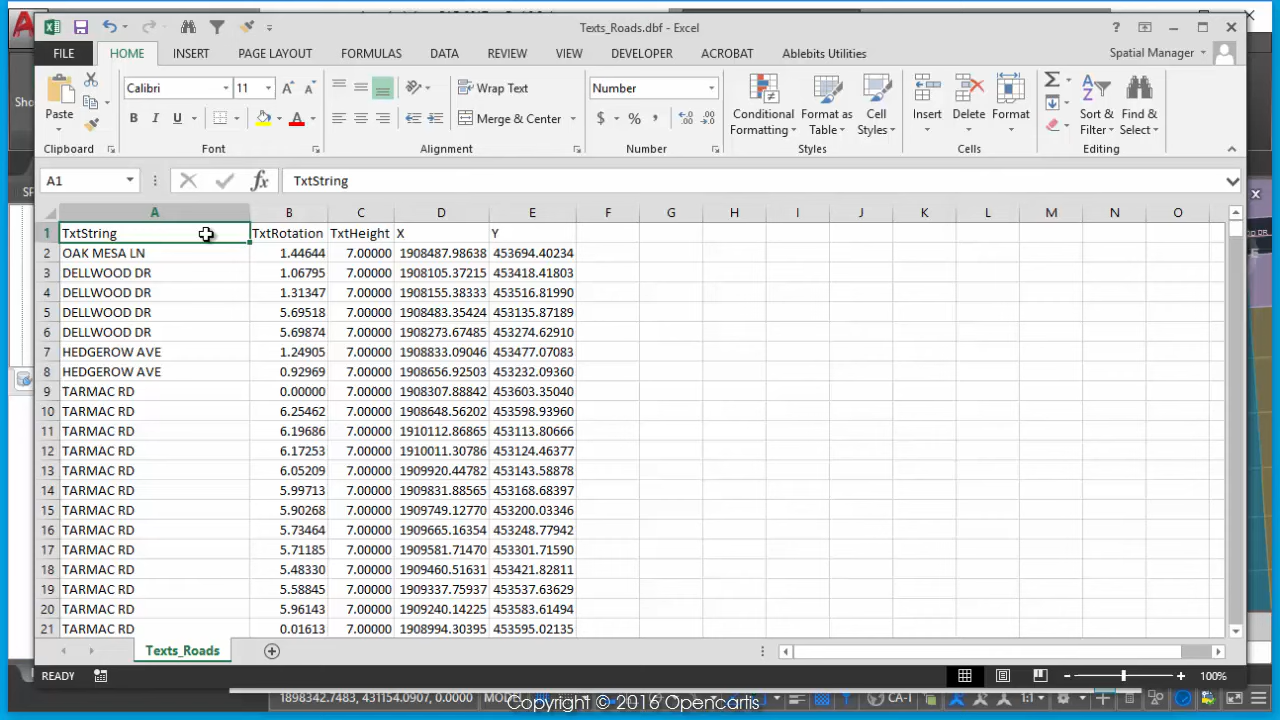 Texts_Roads.dbf - Excel
FILE HOME INSERT PAGE LAYOUT FORMULAS DATA REVIEW VIEW DEVELOPER ACROBAT Ablebits Utilities Spatial Manager
Calibri 11 Wrap Text Number
Paste Merge & Center Conditional Formatting Format as Table Cell Styles Insert Delete Format Sort & Filter Find & Select
Clipboard Font Alignment Number Styles Cells Editing
A1 TxtString
A B C D E F G H I J K L M N O
1 TxtString TxtRotation TxtHeight X Y
2 OAK MESA LN 1.44644 7.00000 1908487.98638 453694.40234
3 DELLWOOD DR 1.06795 7.00000 1908105.37215 453418.41803
4 DELLWOOD DR 1.31347 7.00000 1908155.38333 453516.81990
5 DELLWOOD DR 5.69518 7.00000 1908483.35424 453135.87189
6 DELLWOOD DR 5.69874 7.00000 1908273.67485 453274.62910
7 HEDGEROW AVE 1.24905 7.00000 1908833.09046 453477.07083
8 HEDGEROW AVE 0.92969 7.00000 1908656.92503 453232.09360
9 TARMAC RD 0.00000 7.00000 1908307.88842 453603.35040
10 TARMAC RD 6.25462 7.00000 1908648.56202 453598.93960
11 TARMAC RD 6.19686 7.00000 1910112.86865 453113.80666
12 TARMAC RD 6.17253 7.00000 1910011.30786 453124.46377
13 TARMAC RD 6.05209 7.00000 1909920.44782 453143.58878
14 TARMAC RD 5.99713 7.00000 1909831.88565 453168.68397
15 TARMAC RD 5.90268 7.00000 1909749.12770 453200.03346
16 TARMAC RD 5.73464 7.00000 1909665.16354 453248.77942
17 TARMAC RD 5.71185 7.00000 1909581.71470 453301.71590
18 TARMAC RD 5.48330 7.00000 1909460.51631 453421.82811
19 TARMAC RD 5.58845 7.00000 1909337.75937 453537.63629
20 TARMAC RD 5.96143 7.00000 1909240.14225 453583.61494
21 TARMAC RD 0.01613 7.00000 1908994.30395 453595.02135
Texts_Roads
READY 100%
1898342.7483, 431154.0907, 0.0000 CA-I 1:1
Copyright © 2016 Opencartis